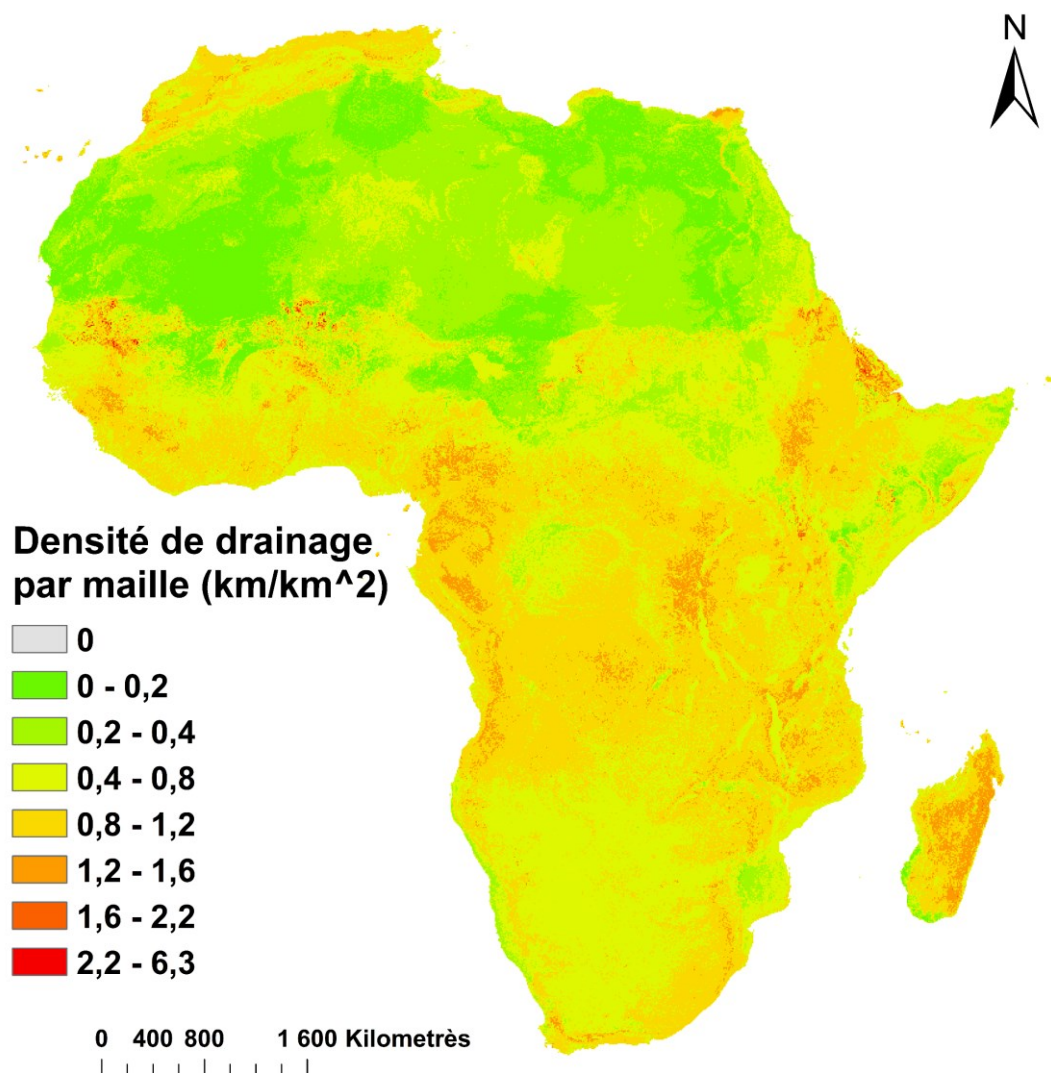 N
Densité de drainage
par maille (km/km^2)
0
0 - 0,2
0,2 - 0,4
0,4 - 0,8
0,8 - 1,2
1,2 - 1,6
1,6 - 2,2
2,2 - 6,3
0 400 800 1 600 Kilometrès